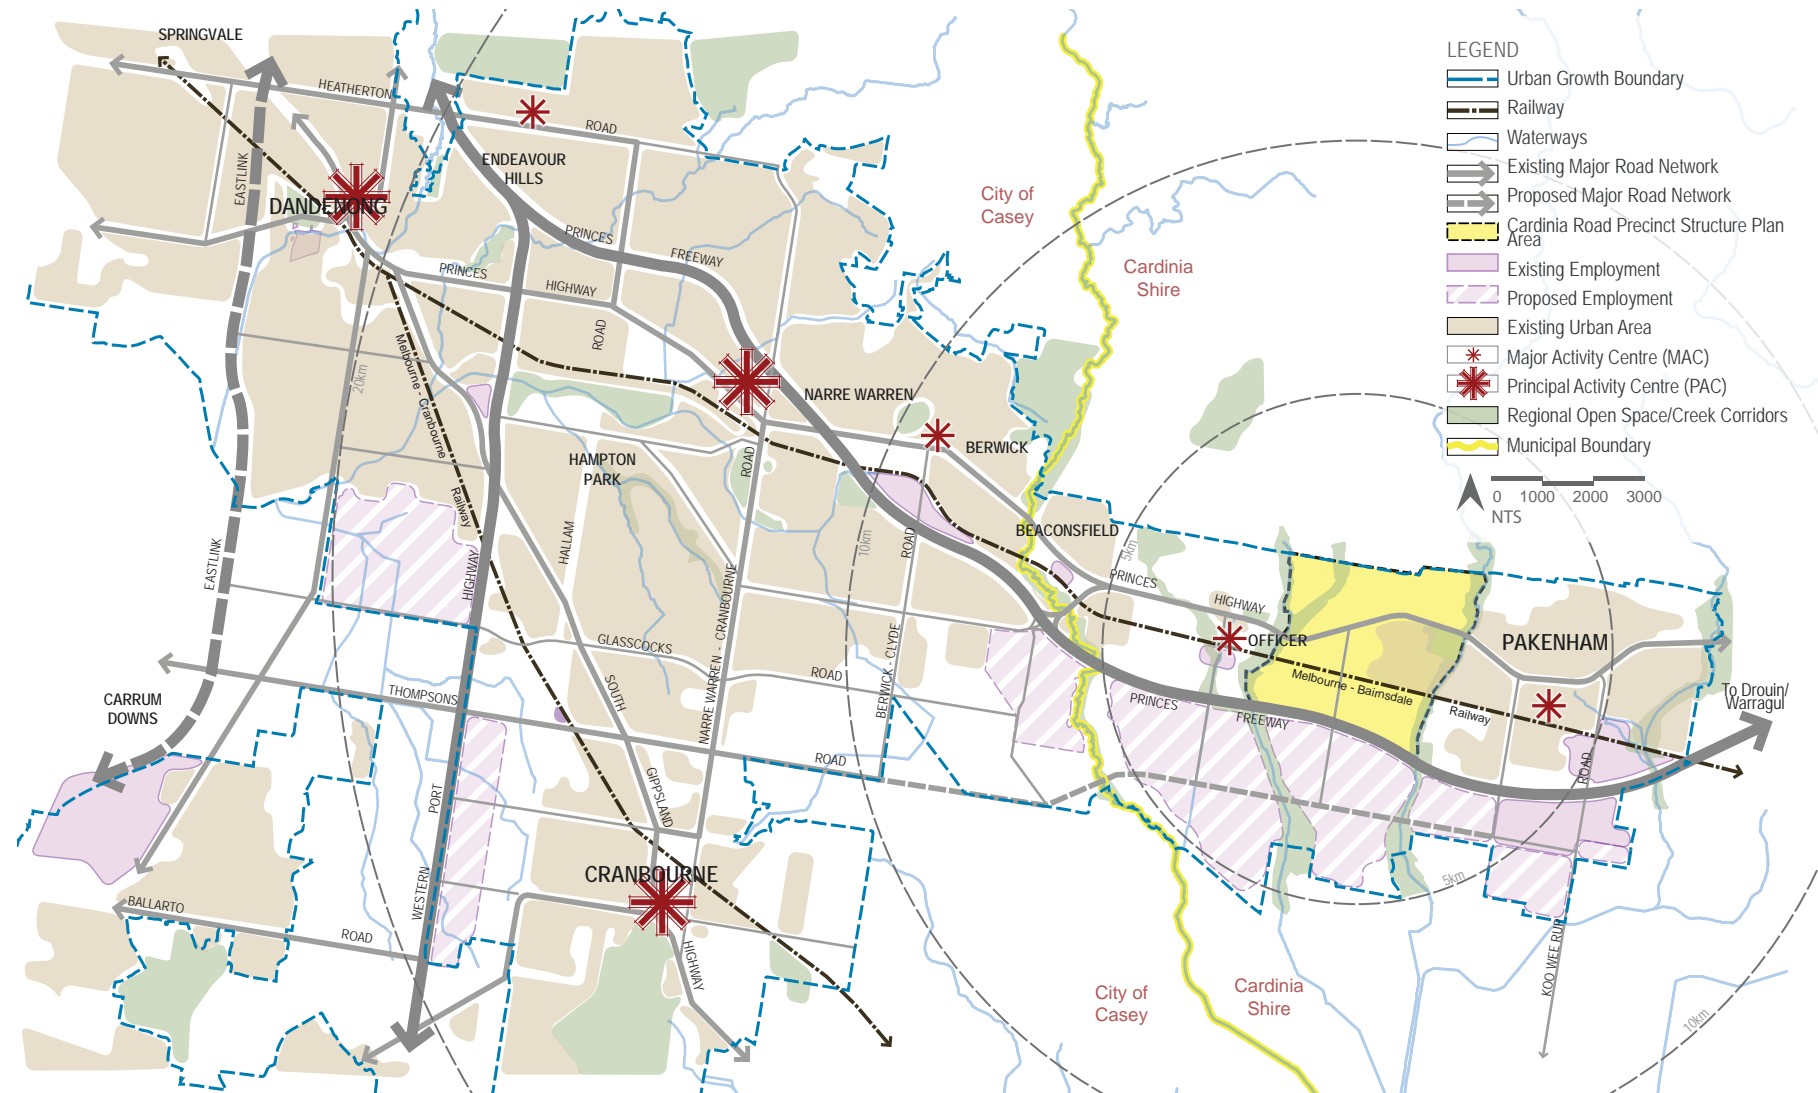 SPRINGVALE
HEATHERTON
ROAD
EASTLINK
ENDEAVOUR
HILLS
DANDENONG
PRINCES
FREEWAY
PRINCES
HIGHWAY
ROAD
20km
Melbourne - Cranbourne
Railway
NARRE WARREN
BERWICK
HAMPTON
PARK
ROAD
HALLAM
HIGHWAY
EASTLINK
10km
ROAD
BEACONSFIELD
5km
PRINCES
HIGHWAY
OFFICER
PAKENHAM
Melbourne - Bairnsdale
Railway
To Drouin/
Warragul
GLASSCOCKS
ROAD
NARRE WARREN - CRANBOURNE
BERWICK - CLYDE
THOMPSONS
ROAD
SOUTH
GIPPSLAND
HIGHWAY
CARRUM
DOWNS
PRINCES
FREEWAY
ROAD
PORT
WESTERN
CRANBOURNE
BALLARTO
ROAD
5km
KOO WEE RUP
10km
City of
Casey
Cardinia
Shire
City of
Casey
Cardinia
Shire
LEGEND
Urban Growth Boundary
Railway
Waterways
Existing Major Road Network
Proposed Major Road Network
Cardinia Road Precinct Structure Plan
Area
Existing Employment
Proposed Employment
Existing Urban Area
Major Activity Centre (MAC)
Principal Activity Centre (PAC)
Regional Open Space/Creek Corridors
Municipal Boundary
0 1000 2000 3000
NTS